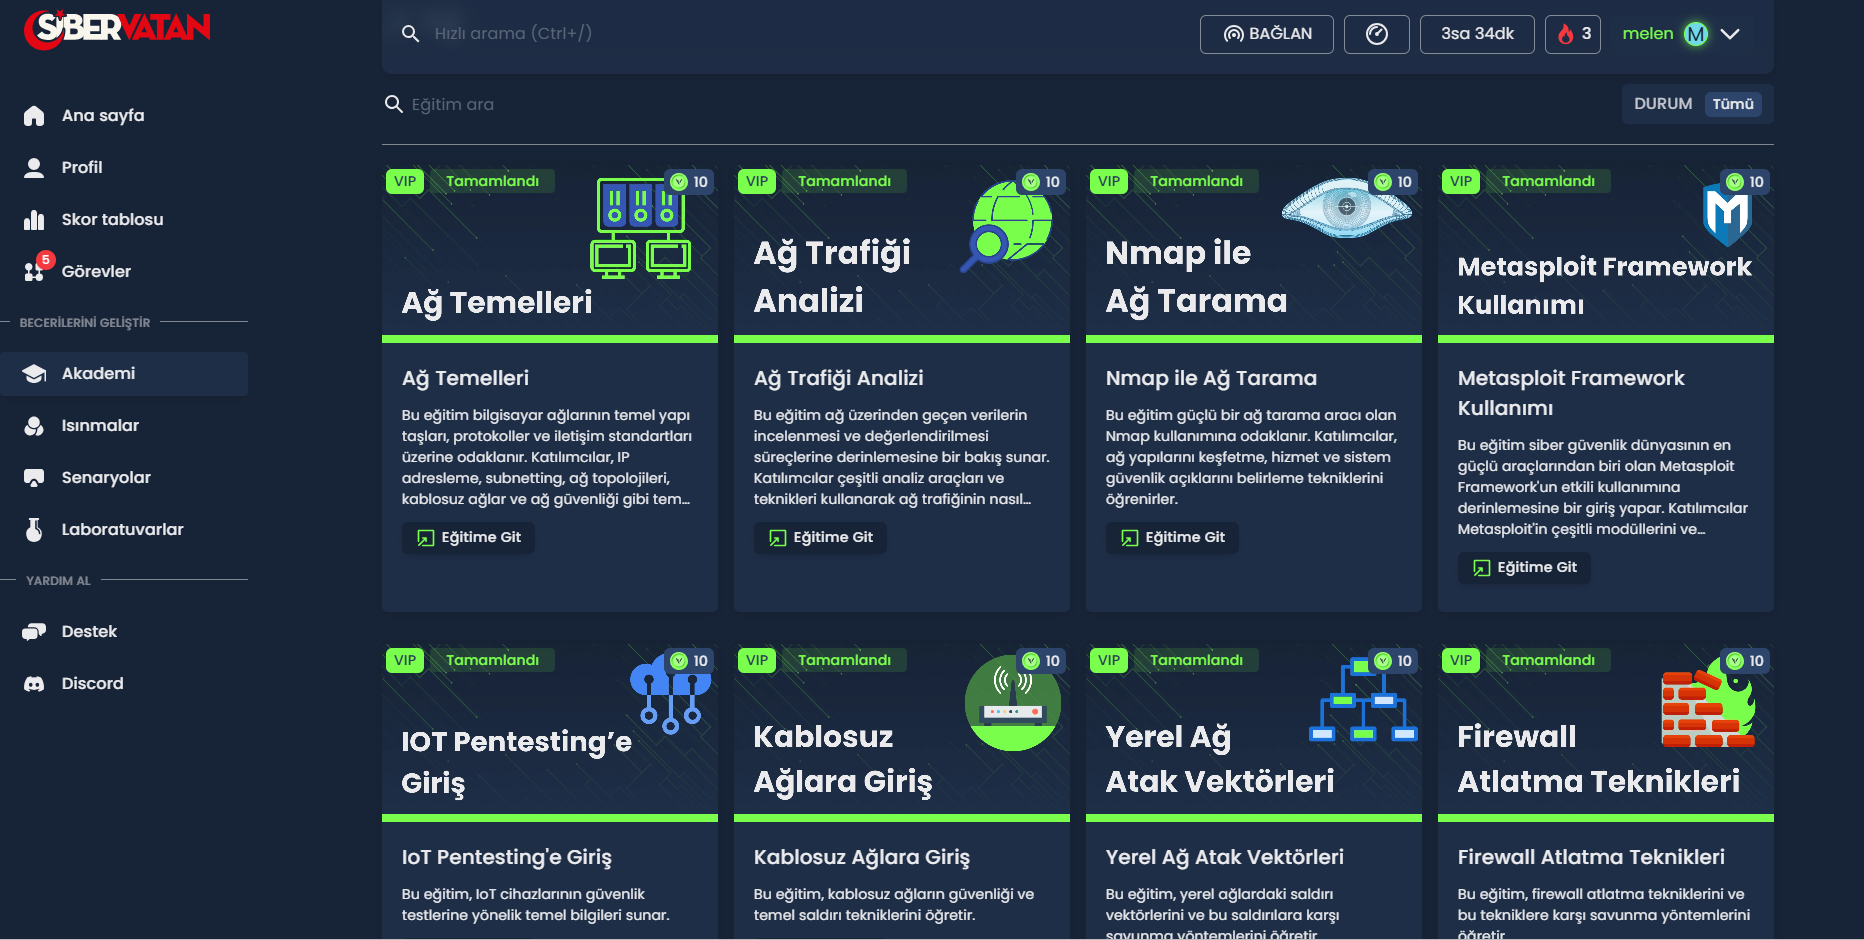 SİBERVATAN
Hızlı arama (Ctrl+/)
BAĞLAN
3sa 34dk
3
melen
M
Ana sayfa
Profil
Skor tablosu
5
Görevler
BECERİLERİNİ GELİŞTİR
Akademi
Isınmalar
Senaryolar
Laboratuvarlar
YARDIM AL
Destek
Discord
Eğitim ara
DURUM
Tümü
VIP
Tamamlandı
10
Ağ Temelleri
Ağ Temelleri
Bu eğitim bilgisayar ağlarının temel yapı
taşları, protokoller ve iletişim standartları
üzerine odaklanır. Katılımcılar, IP
adresleme, subnetting, ağ topolojileri,
kablosuz ağlar ve ağ güvenliği gibi tem...
Eğitime Git
VIP
Tamamlandı
10
Ağ Trafiği
Analizi
Ağ Trafiği Analizi
Bu eğitim ağ üzerinden geçen verilerin
incelenmesi ve değerlendirilmesi
süreçlerine derinlemesine bir bakış sunar.
Katılımcılar çeşitli analiz araçları ve
teknikleri kullanarak ağ trafiğinin nasıl...
Eğitime Git
VIP
Tamamlandı
10
Nmap ile
Ağ Tarama
Nmap ile Ağ Tarama
Bu eğitim güçlü bir ağ tarama aracı olan
Nmap kullanımına odaklanır. Katılımcılar,
ağ yapılarını keşfetme, hizmet ve sistem
güvenlik açıklarını belirleme tekniklerini
öğrenirler.
Eğitime Git
VIP
Tamamlandı
10
Metasploit Framework
Kullanımı
Metasploit Framework
Kullanımı
Bu eğitim siber güvenlik dünyasının en
güçlü araçlarından biri olan Metasploit
Framework'un etkili kullanımına
derinlemesine bir giriş yapar. Katılımcılar
Metasploit'in çeşitli modüllerini ve...
Eğitime Git
VIP
Tamamlandı
10
IOT Pentesting’e
Giriş
IoT Pentesting'e Giriş
Bu eğitim, IoT cihazlarının güvenlik
testlerine yönelik temel bilgileri sunar.
VIP
Tamamlandı
10
Kablosuz
Ağlara Giriş
Kablosuz Ağlara Giriş
Bu eğitim, kablosuz ağların güvenliği ve
temel saldırı tekniklerini öğretir.
VIP
Tamamlandı
10
Yerel Ağ
Atak Vektörleri
Yerel Ağ Atak Vektörleri
Bu eğitim, yerel ağlardaki saldırı
vektörlerini ve bu saldırılara karşı
savunma yöntemlerini öğretir.
VIP
Tamamlandı
10
Firewall
Atlatma Teknikleri
Firewall Atlatma Teknikleri
Bu eğitim, firewall atlatma tekniklerini ve
bu tekniklere karşı savunma yöntemlerini
öğretir.